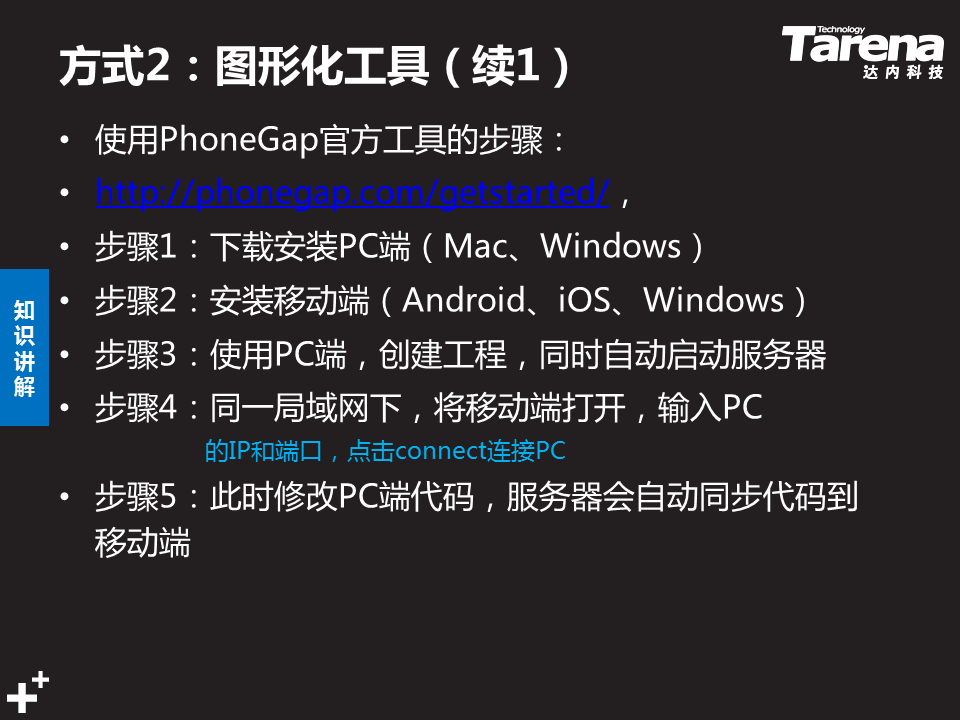 方式2：图形化工具（续1）
Technology
Tarena
达内科技
• 使用PhoneGap官方工具的步骤：
• http://phonegap.com/getstarted/，
• 步骤1：下载安装PC端（Mac、Windows）
• 步骤2：安装移动端（Android、iOS、Windows）
• 步骤3：使用PC端，创建工程，同时自动启动服务器
• 步骤4：同一局域网下，将移动端打开，输入PC
的IP和端口，点击connect连接PC
• 步骤5：此时修改PC端代码，服务器会自动同步代码到
移动端
知
识
讲
解